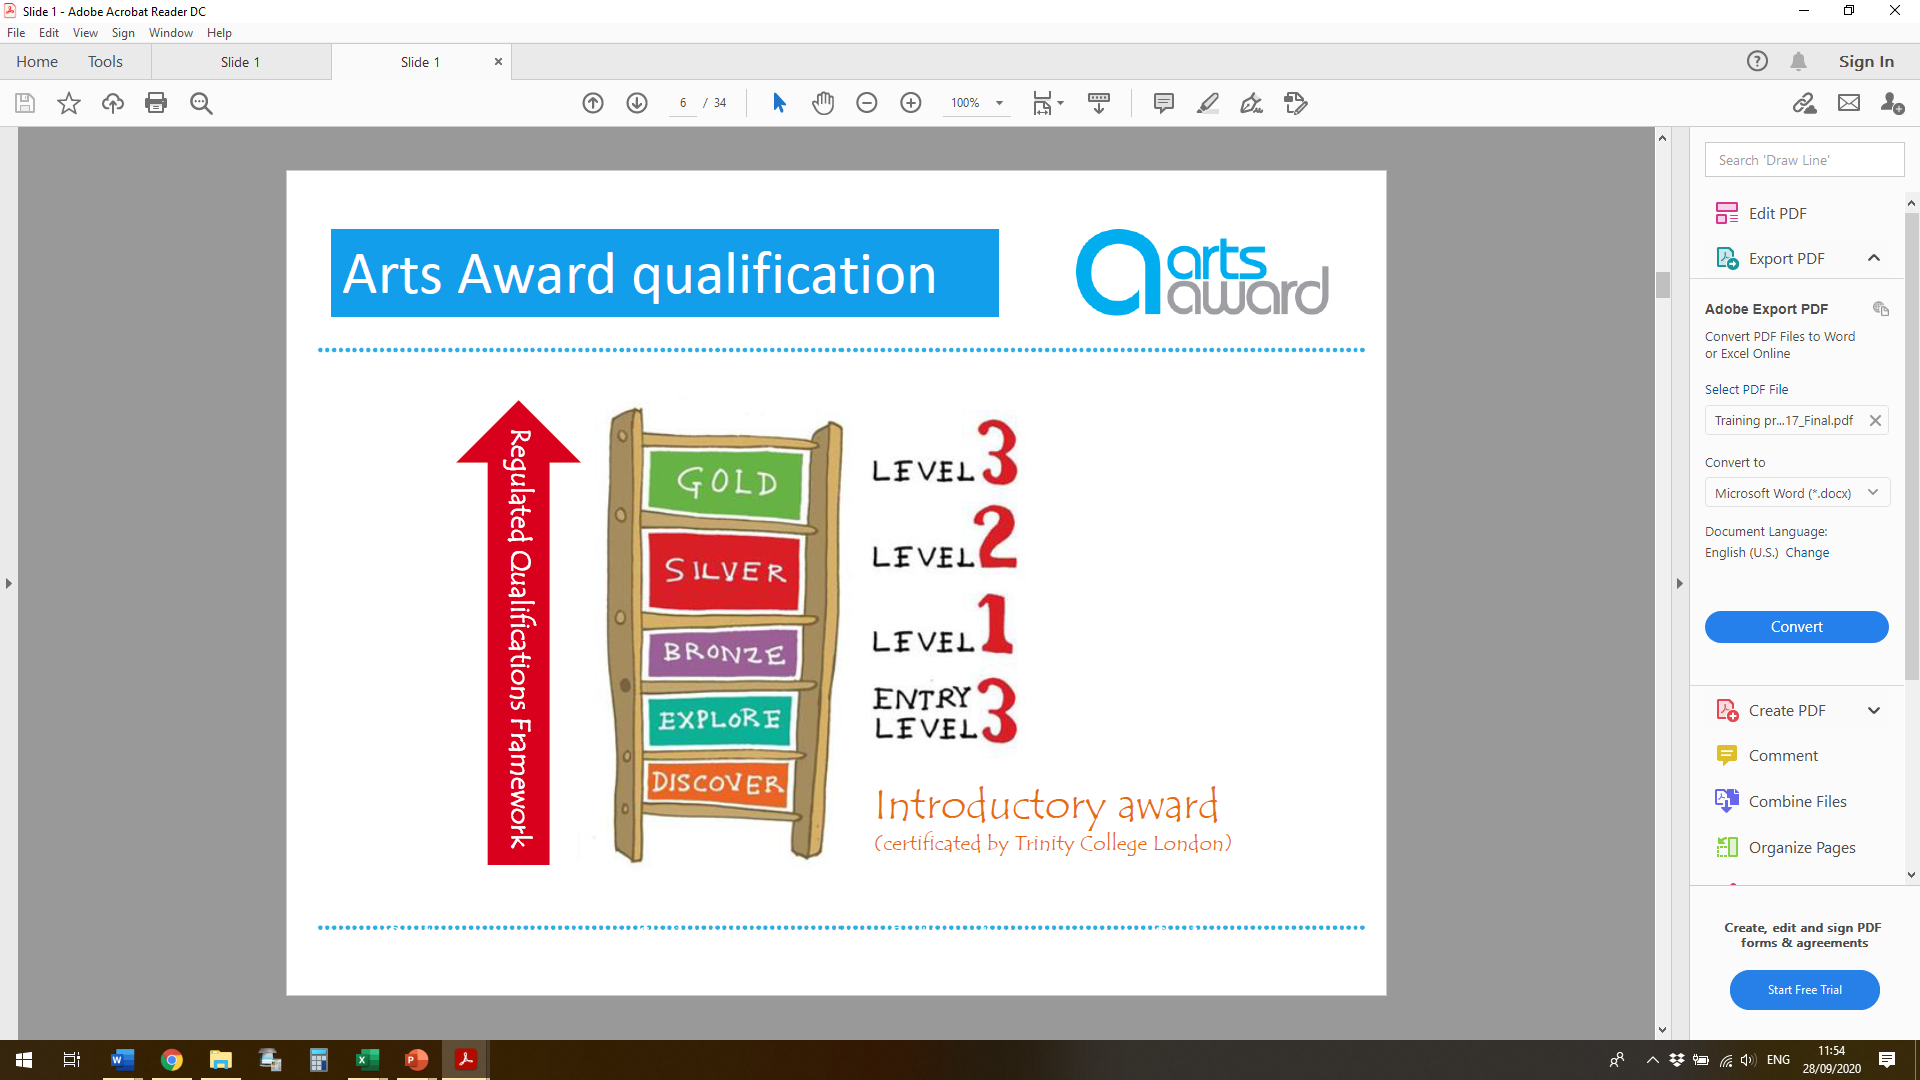 Slide 1 - Adobe Acrobat Reader DC
File Edit View Sign Window Help
Home Tools Slide 1 Slide 1 Sign In
6 / 34 100%
Search 'Draw Line'
Edit PDF
Export PDF
Adobe Export PDF
Convert PDF Files to Word
or Excel Online
Select PDF File
Training pr...17_Final.pdf
Convert to
Microsoft Word (*.docx)
Document Language:
English (U.S.) Change
Convert
Create PDF
Comment
Combine Files
Organize Pages
Create, edit and sign PDF
forms & agreements
Start Free Trial
Arts Award qualification
arts
award
Regulated Qualifications Framework
GOLD
LEVEL 3
SILVER
LEVEL 2
BRONZE
LEVEL 1
EXPLORE
ENTRY
LEVEL 3
DISCOVER
Introductory award
(certificated by Trinity College London)
ENG
11:54
28/09/2020